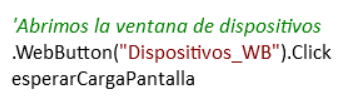 'Abrimos la ventana de dispositivos
.WebButton("Dispositivos_WB").Click
esperarCargaPantalla